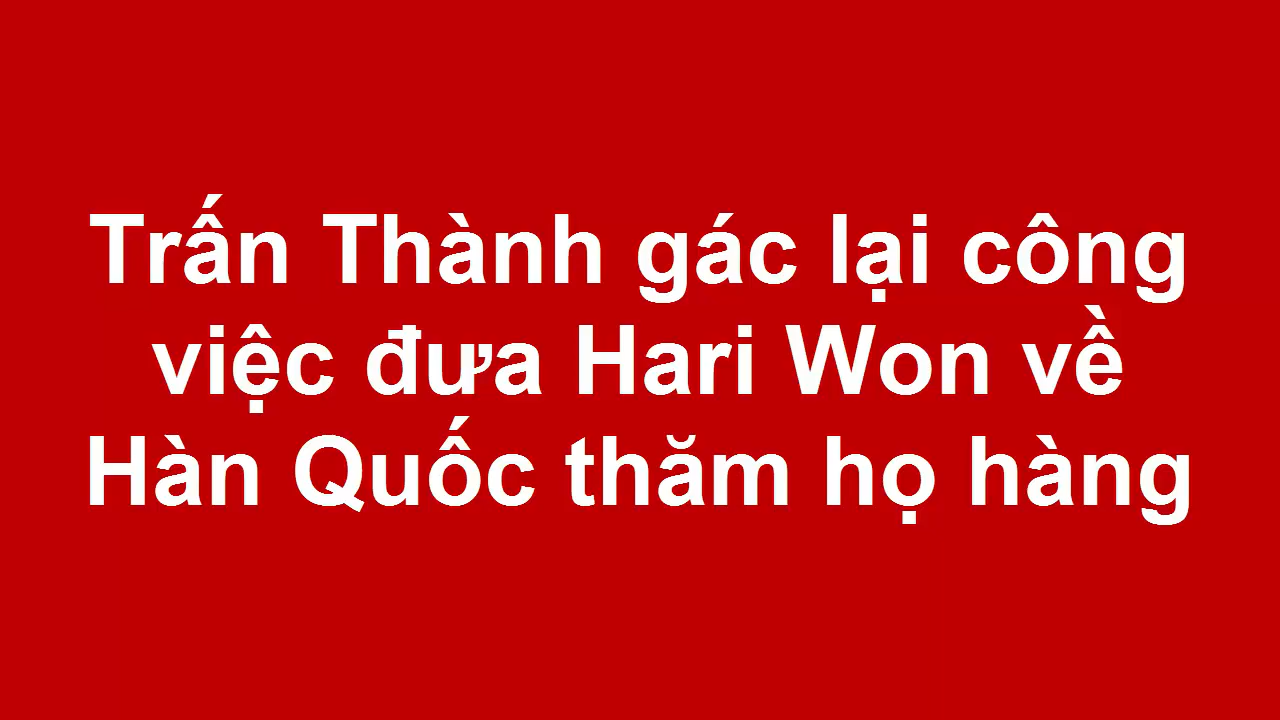 Trấn Thành gác lại công
việc đưa Hari Won về
Hàn Quốc thăm họ hàng